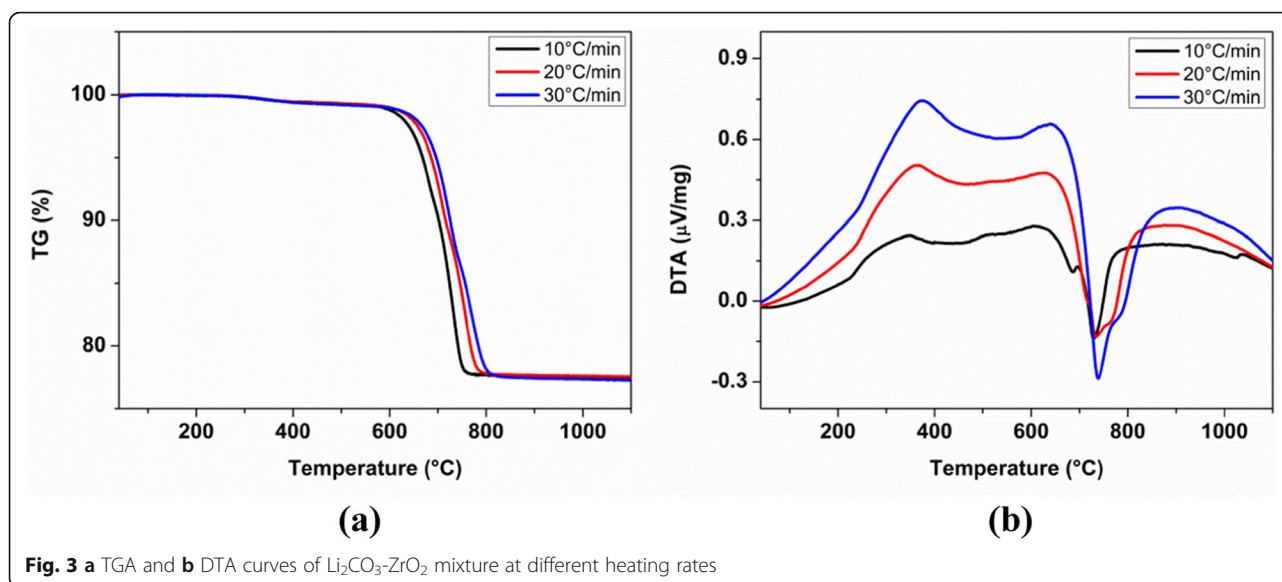 10°C/min
20°C/min
30°C/min
100
90
80
TG (%)
200 400 600 800 1000
Temperature (°C)
(a)
10°C/min
20°C/min
30°C/min
0.9
0.6
0.3
0.0
-0.3
DTA (μV/mg)
200 400 600 800 1000
Temperature (°C)
(b)
Fig. 3 a TGA and b DTA curves of Li₂CO₃-ZrO₂ mixture at different heating rates